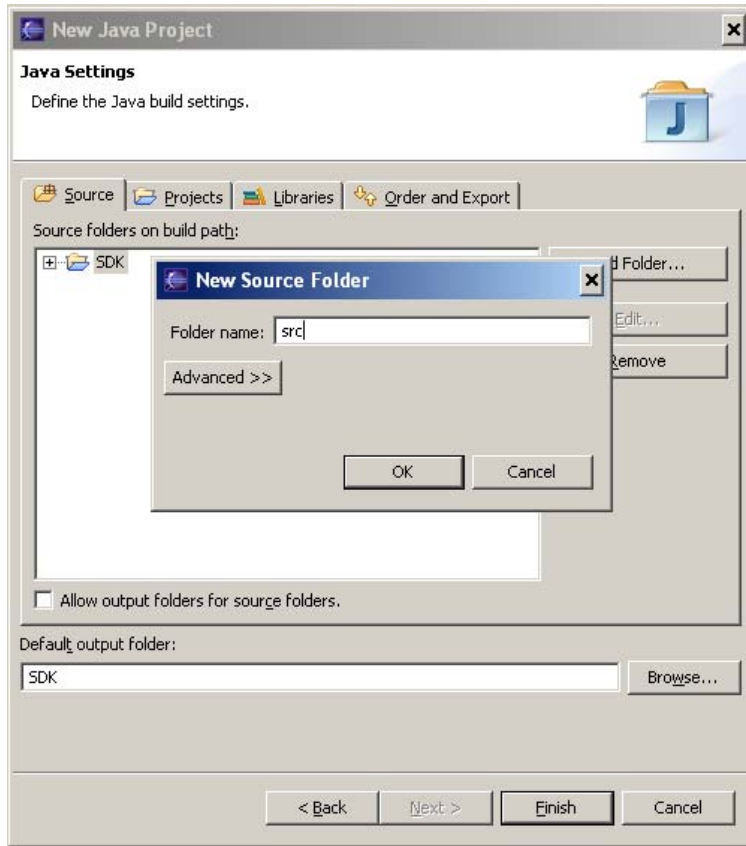 New Java Project
Java Settings
Define the Java build settings.
J
Source Projects Libraries Order and Export
Source folders on build path:
SDK
d Folder...
Edit...
Remove
New Source Folder
Folder name: src
Advanced >>
OK Cancel
Allow output folders for source folders.
Default output folder:
SDK Browse...
< Back Next > Finish Cancel